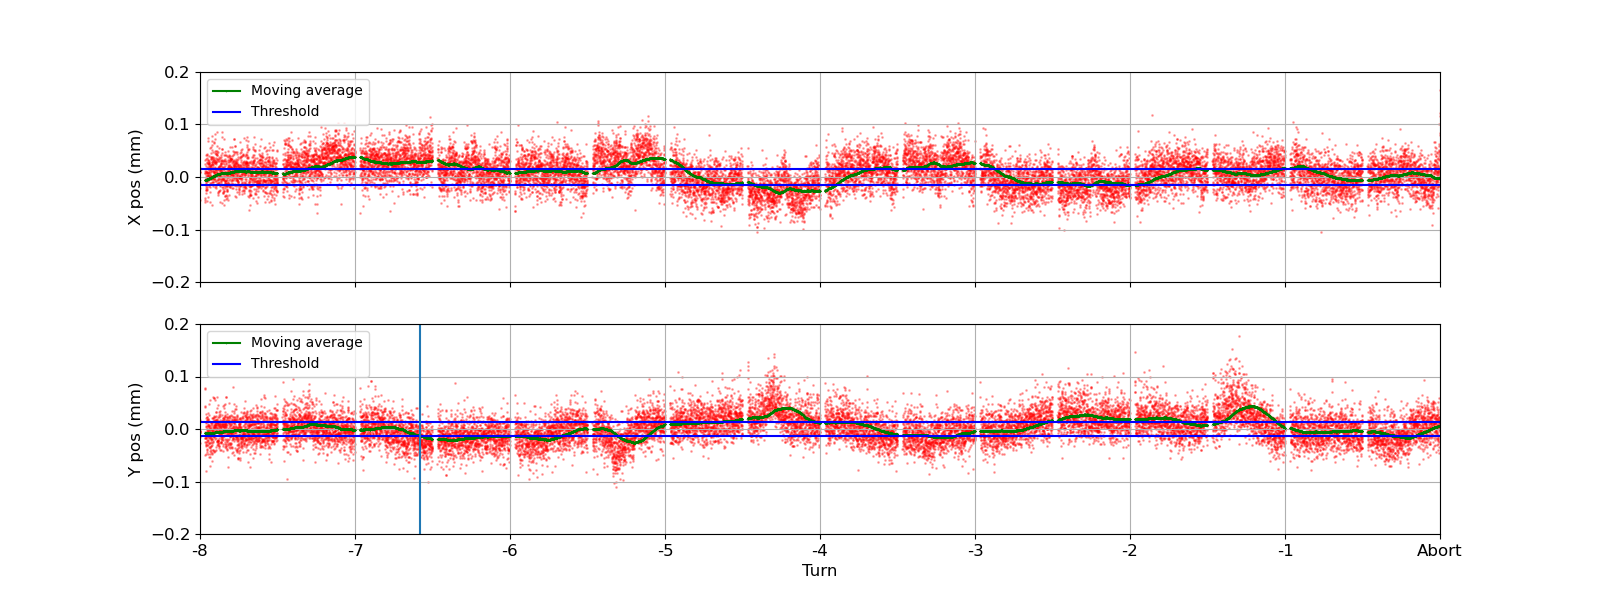 0.2
0.1
0.0
−0.1
−0.2
X pos (mm)
Moving average
Threshold
0.2
0.1
0.0
−0.1
−0.2
Y pos (mm)
Moving average
Threshold
-8 -7 -6 -5 -4 -3 -2 -1 Abort
Turn